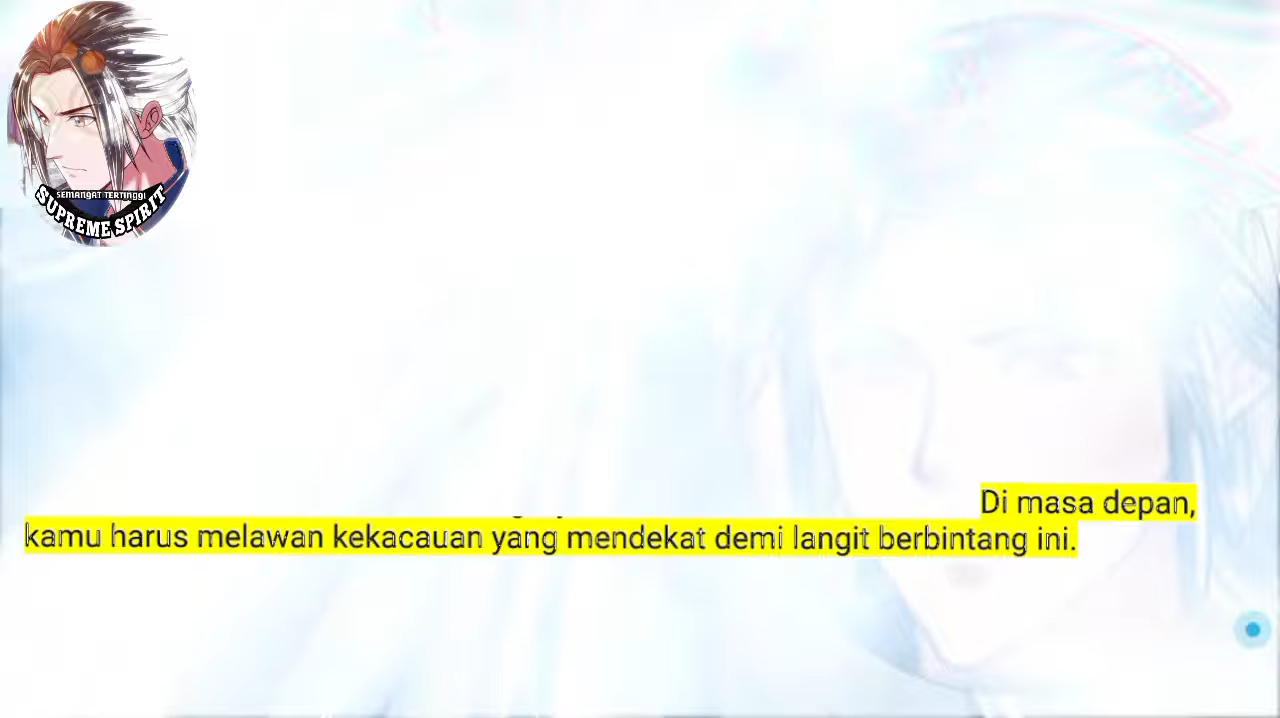 SEMANGAT TERTINGGI
SUPREME SPIRIT
Di masa depan,
kamu harus melawan kekacauan yang mendekat demi langit berbintang ini.